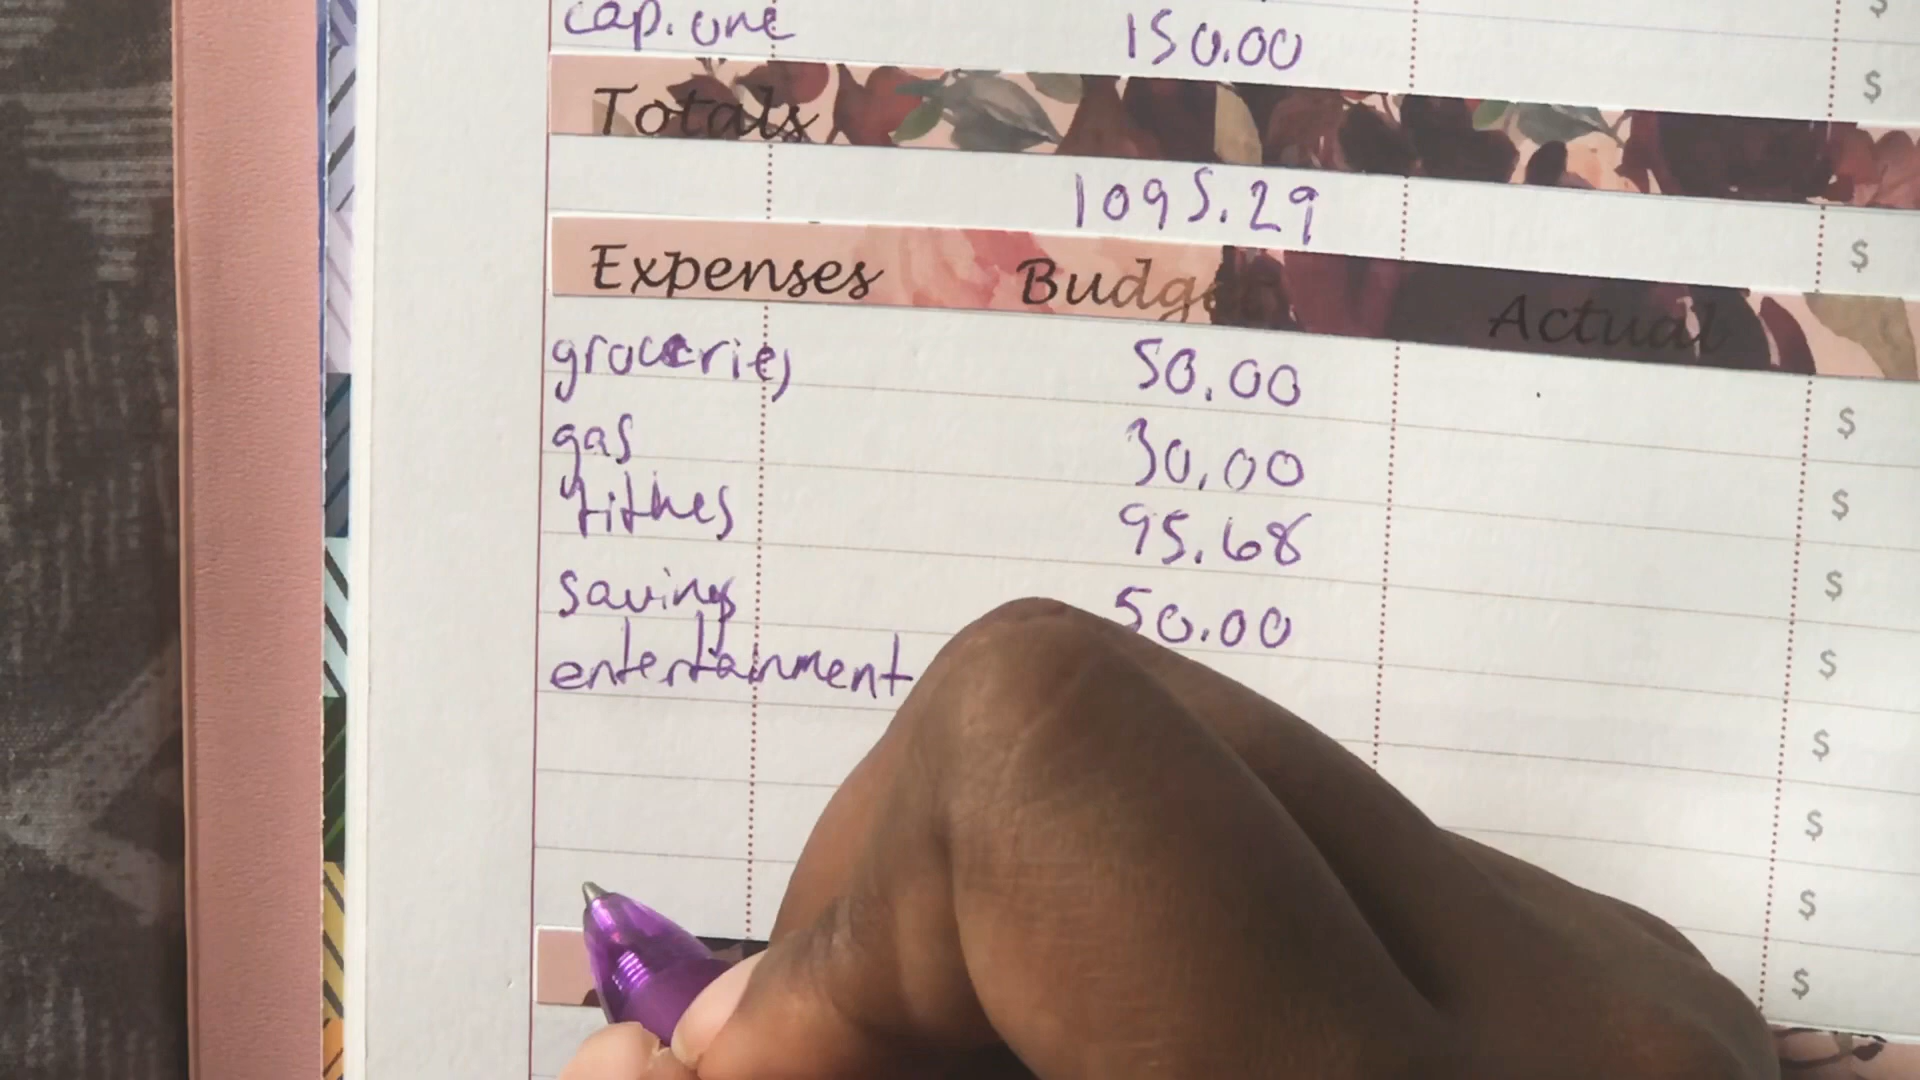 cap. one 150.00
$
Totals
1095.29 $
Expenses Budget Actual
groceries 50.00 $
gas 30.00 $
tithes 95.68 $
savings 50.00 $
entertainment $
$
$
$